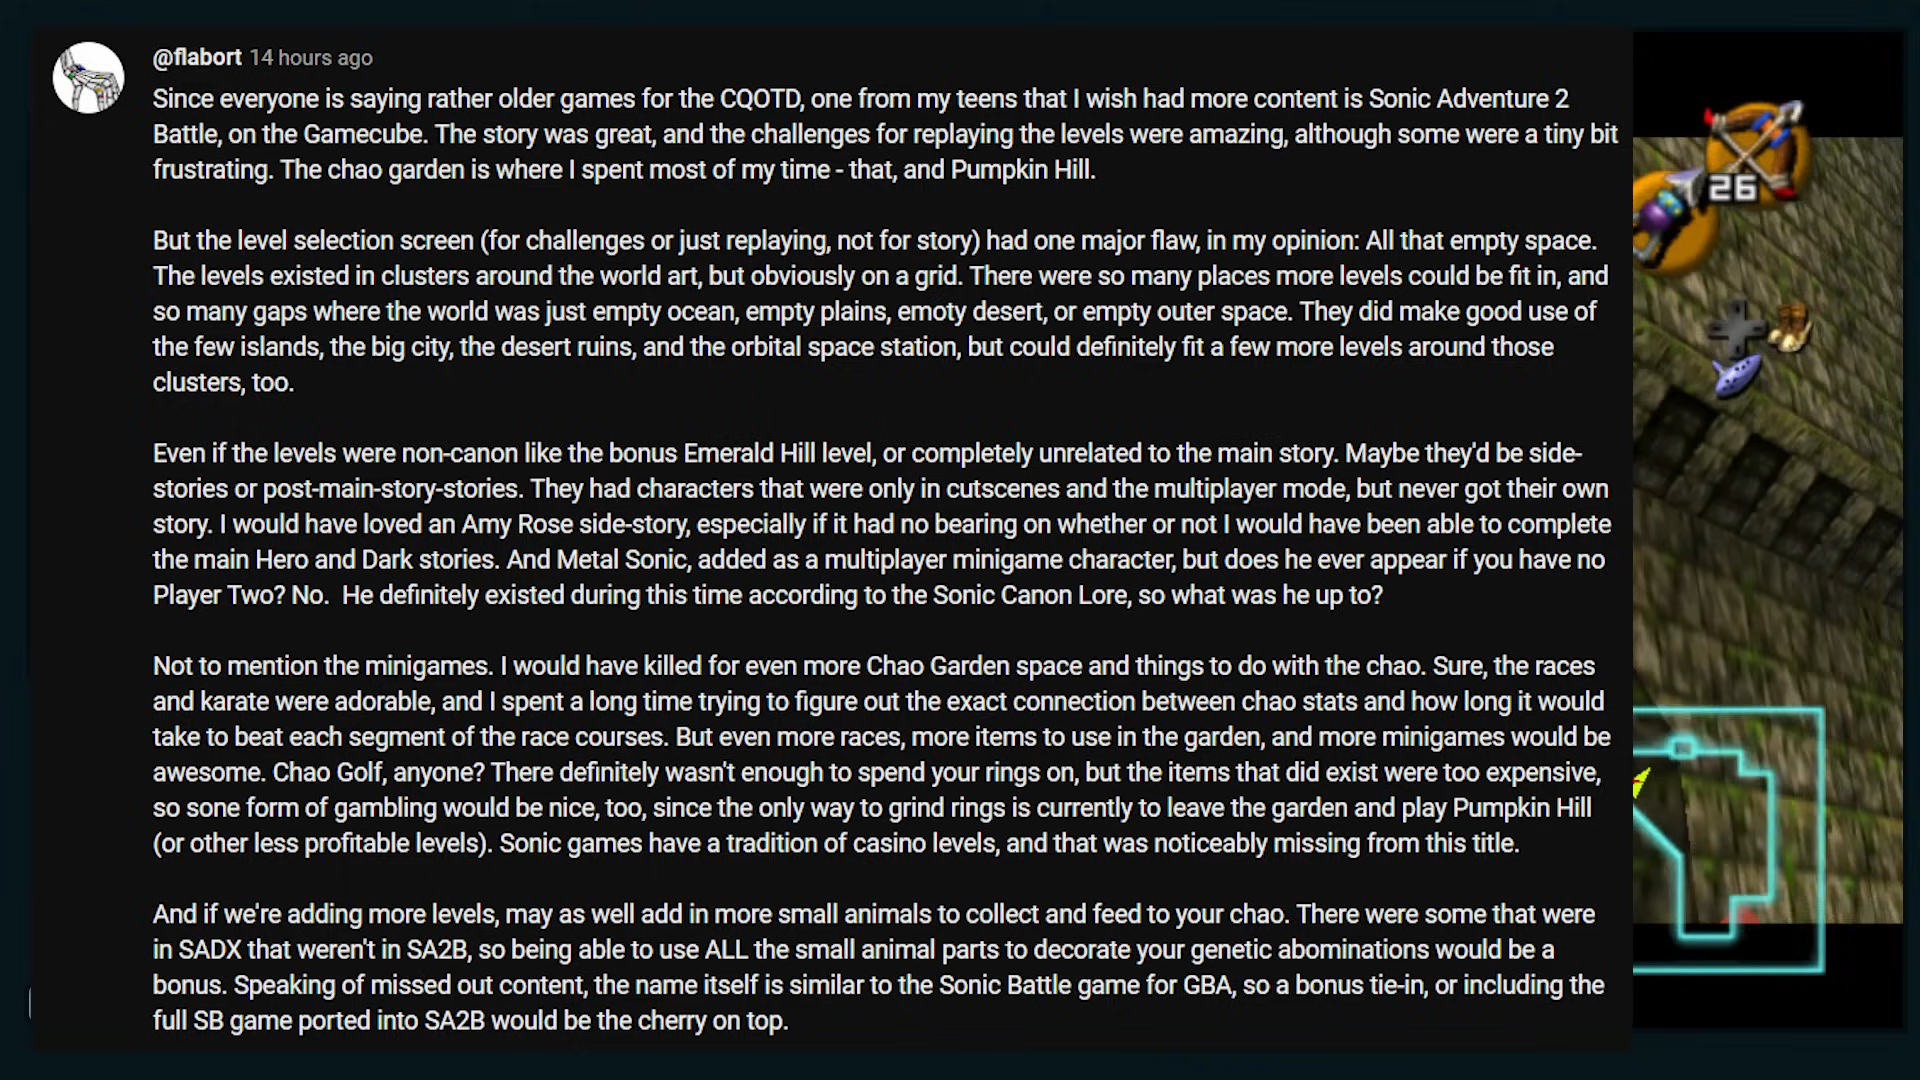 @flabort 14 hours ago
Since everyone is saying rather older games for the CQOTD, one from my teens that I wish had more content is Sonic Adventure 2
Battle, on the Gamecube. The story was great, and the challenges for replaying the levels were amazing, although some were a tiny bit
frustrating. The chao garden is where I spent most of my time - that, and Pumpkin Hill.
But the level selection screen (for challenges or just replaying, not for story) had one major flaw, in my opinion: All that empty space.
The levels existed in clusters around the world art, but obviously on a grid. There were so many places more levels could be fit in, and
so many gaps where the world was just empty ocean, empty plains, emoty desert, or empty outer space. They did make good use of
the few islands, the big city, the desert ruins, and the orbital space station, but could definitely fit a few more levels around those
clusters, too.
Even if the levels were non-canon like the bonus Emerald Hill level, or completely unrelated to the main story. Maybe they'd be side-
stories or post-main-story-stories. They had characters that were only in cutscenes and the multiplayer mode, but never got their own
story. I would have loved an Amy Rose side-story, especially if it had no bearing on whether or not I would have been able to complete
the main Hero and Dark stories. And Metal Sonic, added as a multiplayer minigame character, but does he ever appear if you have no
Player Two? No.  He definitely existed during this time according to the Sonic Canon Lore, so what was he up to?
Not to mention the minigames. I would have killed for even more Chao Garden space and things to do with the chao. Sure, the races
and karate were adorable, and I spent a long time trying to figure out the exact connection between chao stats and how long it would
take to beat each segment of the race courses. But even more races, more items to use in the garden, and more minigames would be
awesome. Chao Golf, anyone? There definitely wasn't enough to spend your rings on, but the items that did exist were too expensive,
so sone form of gambling would be nice, too, since the only way to grind rings is currently to leave the garden and play Pumpkin Hill
(or other less profitable levels). Sonic games have a tradition of casino levels, and that was noticeably missing from this title.
And if we're adding more levels, may as well add in more small animals to collect and feed to your chao. There were some that were
in SADX that weren't in SA2B, so being able to use ALL the small animal parts to decorate your genetic abominations would be a
bonus. Speaking of missed out content, the name itself is similar to the Sonic Battle game for GBA, so a bonus tie-in, or including the
full SB game ported into SA2B would be the cherry on top.
26